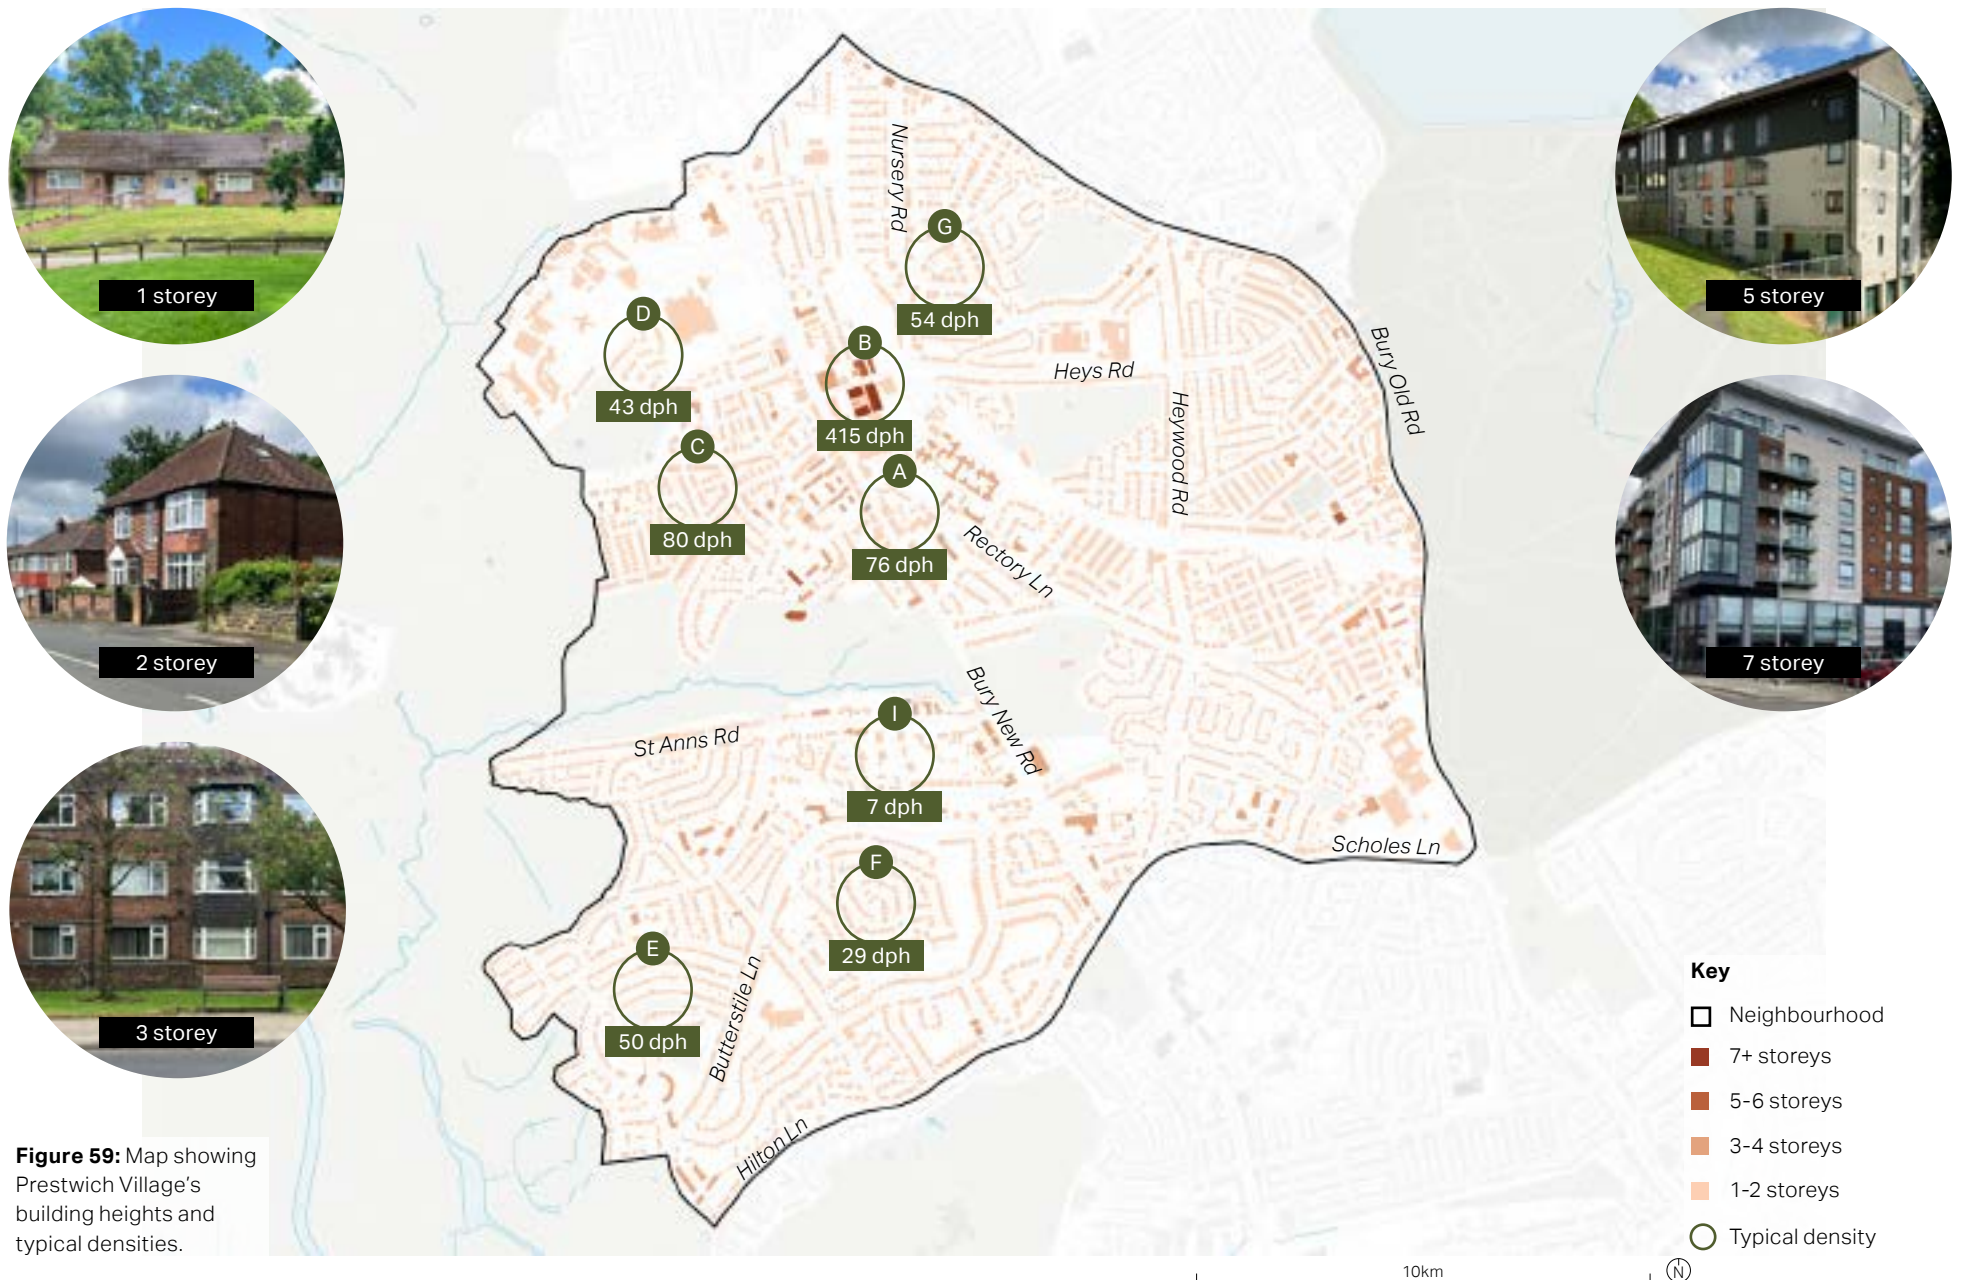 1 storey
2 storey
3 storey
5 storey
7 storey
Nursery Rd
G
54 dph
D
43 dph
B
415 dph
Heys Rd
Bury Old Rd
Heywood Rd
C
80 dph
A
76 dph
Rectory Ln
Bury New Rd
St Anns Rd
I
7 dph
Scholes Ln
F
29 dph
E
50 dph
Butterstile Ln
Hilton Ln
Key
Neighbourhood
7+ storeys
5-6 storeys
3-4 storeys
1-2 storeys
Typical density
Figure 59: Map showing
Prestwich Village's
building heights and
typical densities.
10km
N